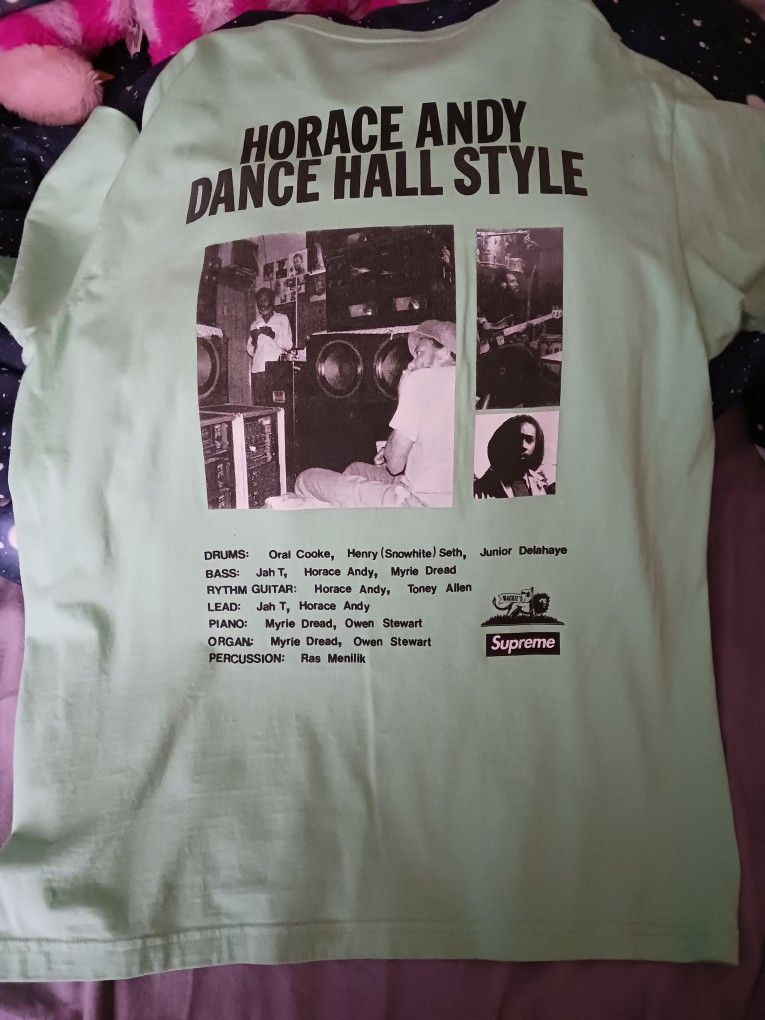 HORACE ANDY
DANCE HALL STYLE
DRUMS: Oral Cooke, Henry (Snowhite) Seth, Junior Delahaye
BASS: Jah T, Horace Andy, Myrie Dread
RYTHM GUITAR: Horace Andy, Toney Allen
LEAD: Jah T, Horace Andy
PIANO: Myrie Dread, Owen Stewart
ORGAN: Myrie Dread, Owen Stewart
PERCUSSION: Ras Menilik
WACKIE'S
Supreme